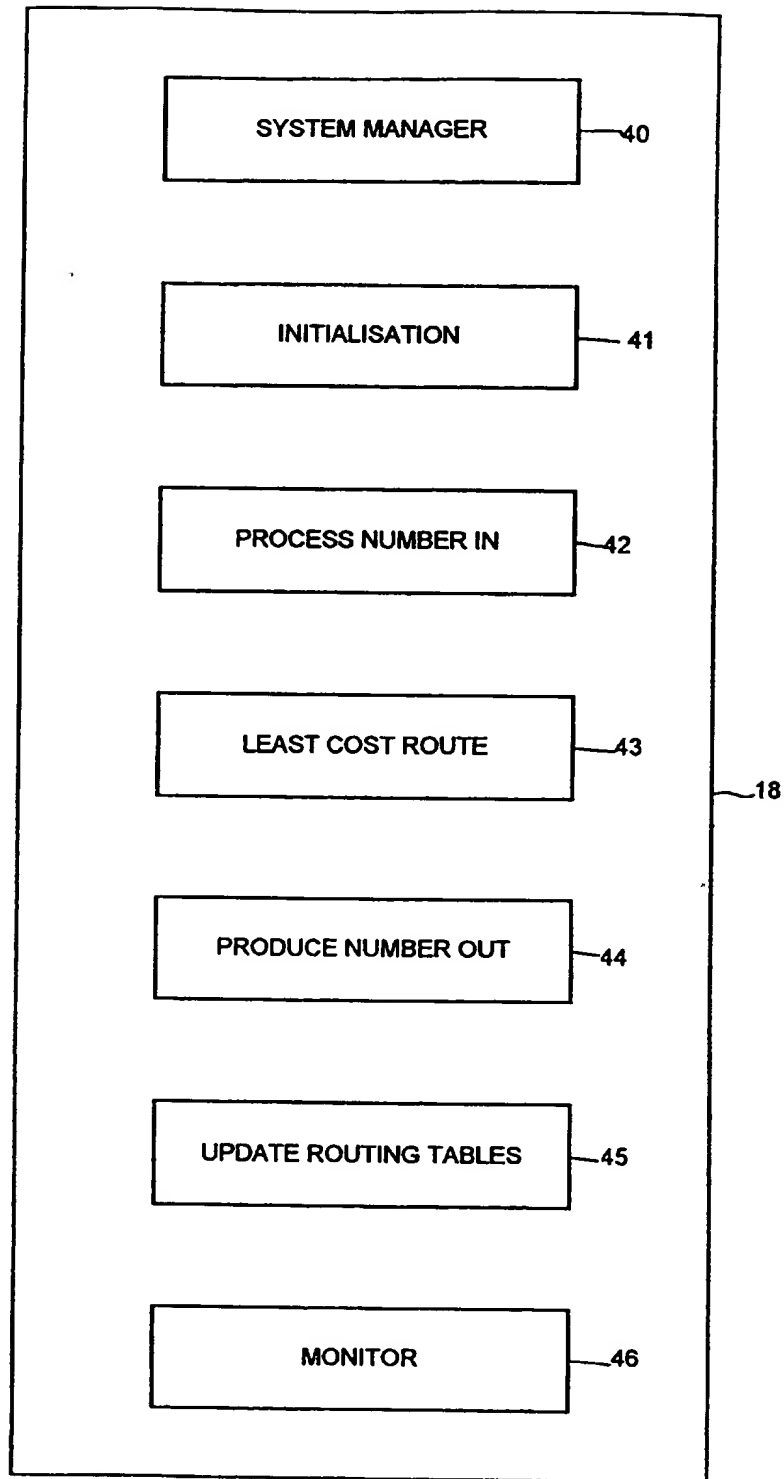 SYSTEM MANAGER 40
INITIALISATION 41
PROCESS NUMBER IN 42
LEAST COST ROUTE 43
18
PRODUCE NUMBER OUT 44
UPDATE ROUTING TABLES 45
MONITOR 46